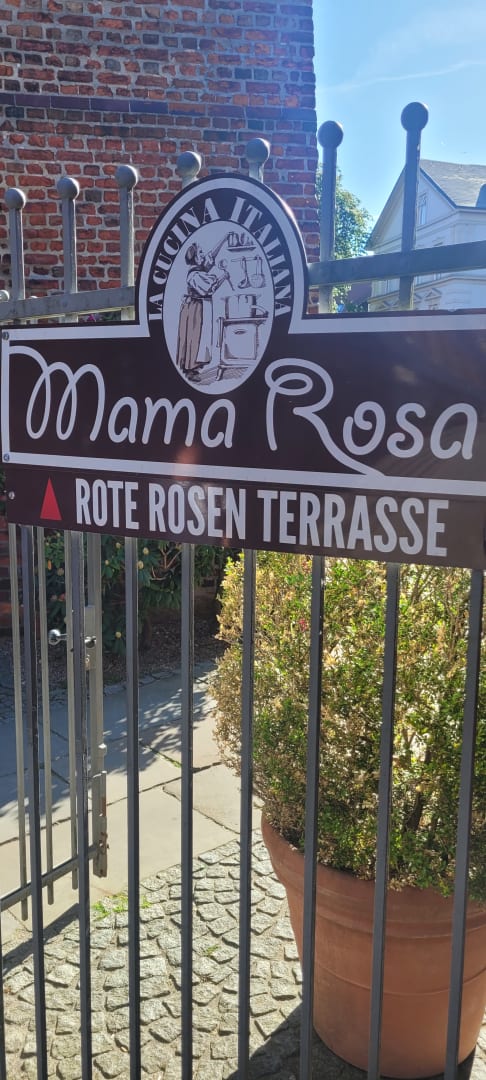 LA CUCINA ITALIANA
Mama Rosa
ROTE ROSEN TERRASSE